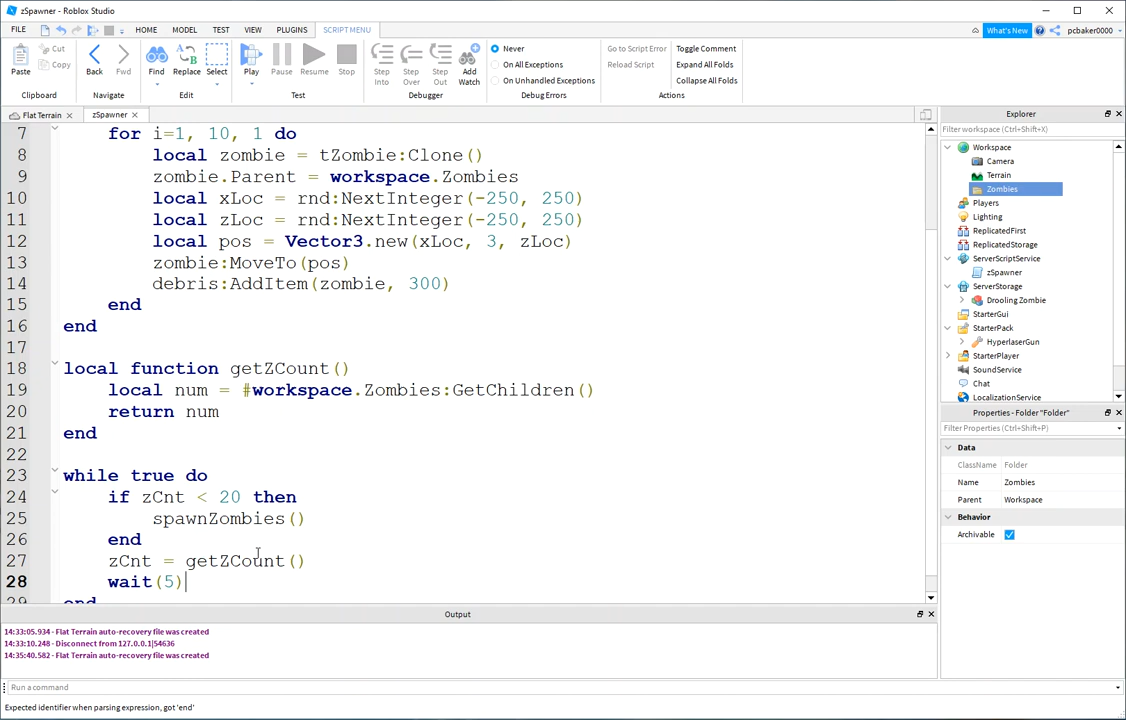 zSpawner - Roblox Studio
FILE HOME MODEL TEST VIEW PLUGINS SCRIPT MENU What's New pcbaker0000
Paste Cut Copy Back Fwd Find Replace Select Play Pause Resume Stop Step Into Step Over Step Out Add Watch
Never
On All Exceptions
On Unhandled Exceptions
Go to Script Error
Reload Script
Toggle Comment
Expand All Folds
Collapse All Folds
Clipboard Navigate Edit Test Debugger Debug Errors Actions
Flat Terrain zSpawner
7 for i=1, 10, 1 do
8 local zombie = tZombie:Clone()
9 zombie.Parent = workspace.Zombies
10 local xLoc = rnd:NextInteger(-250, 250)
11 local zLoc = rnd:NextInteger(-250, 250)
12 local pos = Vector3.new(xLoc, 3, zLoc)
13 zombie:MoveTo(pos)
14 debris:AddItem(zombie, 300)
15 end
16 end
17
18 local function getZCount()
19 local num = #workspace.Zombies:GetChildren()
20 return num
21 end
22
23 while true do
24 if zCnt < 20 then
25 spawnZombies()
26 end
27 zCnt = getZCount()
28 wait(5)
29 end
Explorer
Filter workspace (Ctrl+Shift+X)
Workspace
Camera
Terrain
Zombies
Players
Lighting
ReplicatedFirst
ReplicatedStorage
ServerScriptService
zSpawner
ServerStorage
Drooling Zombie
StarterGui
StarterPack
HyperlaserGun
StarterPlayer
SoundService
Chat
LocalizationService
Properties - Folder "Folder"
Filter Properties (Ctrl+Shift+P)
Data
ClassName Folder
Name Zombies
Parent Workspace
Behavior
Archivable
Output
14:33:05.934 - Flat Terrain auto-recovery file was created
14:33:10.248 - Disconnect from 127.0.0.1|54636
14:35:40.582 - Flat Terrain auto-recovery file was created
Run a command
Expected identifier when parsing expression, got 'end'